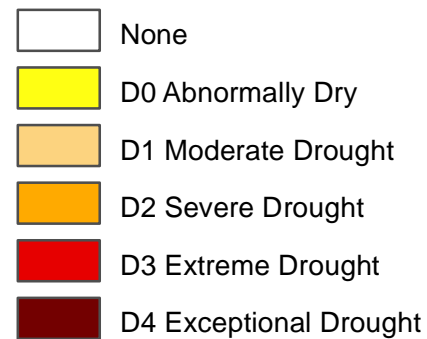 None
D0 Abnormally Dry
D1 Moderate Drought
D2 Severe Drought
D3 Extreme Drought
D4 Exceptional Drought